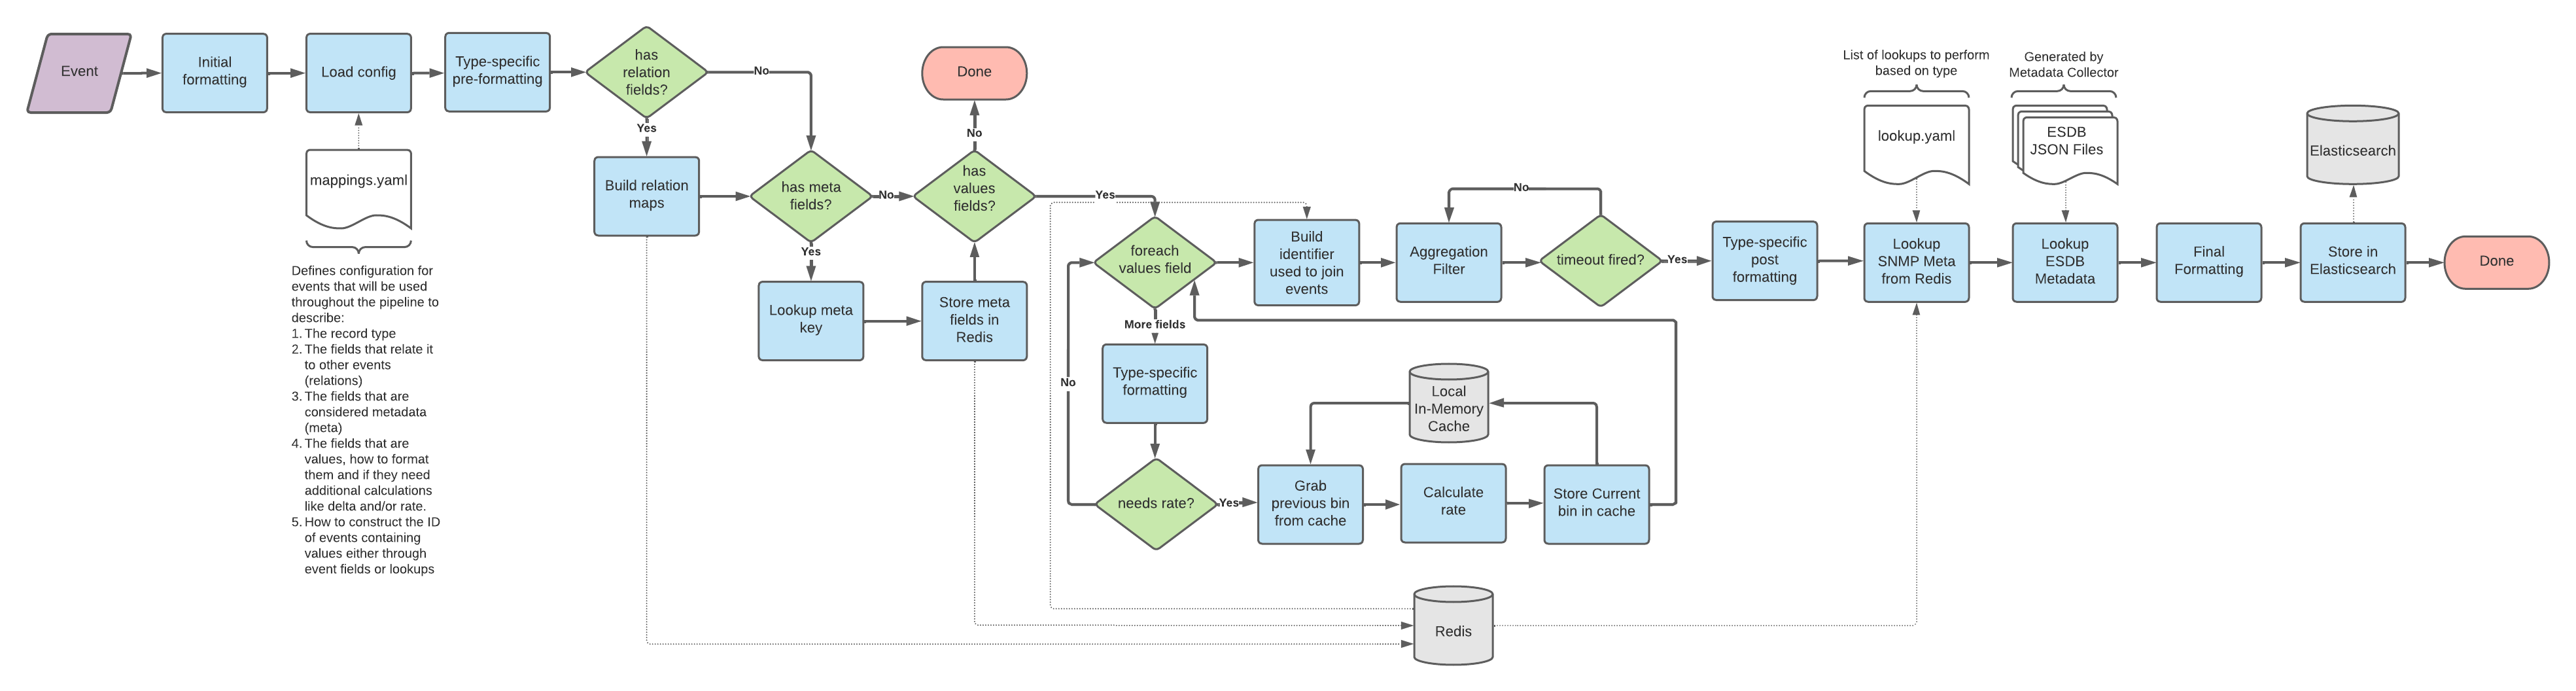 Event
Initial
formatting
Load config
Type-specific
pre-formatting
has
relation
fields?
No
Yes
Build relation
maps
mappings.yaml
Defines configuration for
events that will be used
throughout the pipeline to
describe:
1. The record type
2. The fields that relate it
to other events
(relations)
3. The fields that are
considered metadata
(meta)
4. The fields that are
values, how to format
them and if they need
additional calculations
like delta and/or rate.
5. How to construct the ID
of events containing
values either through
event fields or lookups
has meta
fields?
No
Yes
Lookup meta
key
Store meta
fields in
Redis
has
values
fields?
No
Done
Yes
foreach
values field
More fields
Type-specific
formatting
needs rate?
No
Yes
Grab
previous bin
from cache
Calculate
rate
Store Current
bin in cache
Local
In-Memory
Cache
Build
identifier
used to join
events
Aggregation
Filter
timeout fired?
No
Yes
Type-specific
post
formatting
List of lookups to perform
based on type
lookup.yaml
Lookup
SNMP Meta
from Redis
Generated by
Metadata Collector
ESDB
JSON Files
Lookup
ESDB
Metadata
Final
Formatting
Elasticsearch
Store in
Elasticsearch
Done
Redis